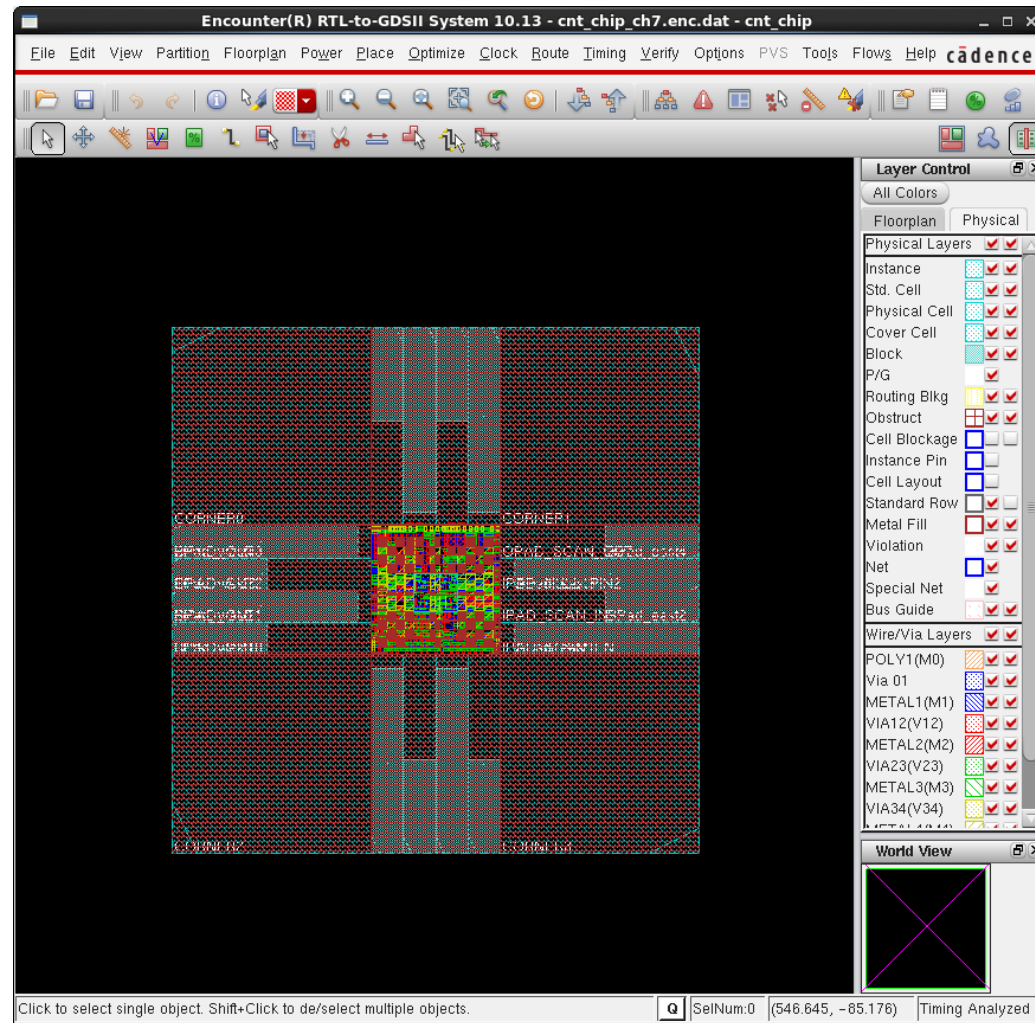 Encounter(R) RTL-to-GDSII System 10.13 - cnt_chip_ch7.enc.dat - cnt_chip
File Edit View Partition Floorplan Power Place Optimize Clock Route Timing Verify Options PVS Tools Flows Help cādence
Layer Control
All Colors
Floorplan Physical
Physical Layers
Instance
Std. Cell
Physical Cell
Cover Cell
Block
P/G
Routing Blkg
Obstruct
Cell Blockage
Instance Pin
Cell Layout
Standard Row
Metal Fill
Violation
Net
Special Net
Bus Guide
Wire/Via Layers
POLY1(M0)
Via 01
METAL1(M1)
VIA12(V12)
METAL2(M2)
VIA23(V23)
METAL3(M3)
VIA34(V34)
CORNER0 CORNER1
CORNER2 CORNER3
World View
Click to select single object. Shift+Click to de/select multiple objects. Q SelNum:0 (546.645, -85.176) Timing Analyzed